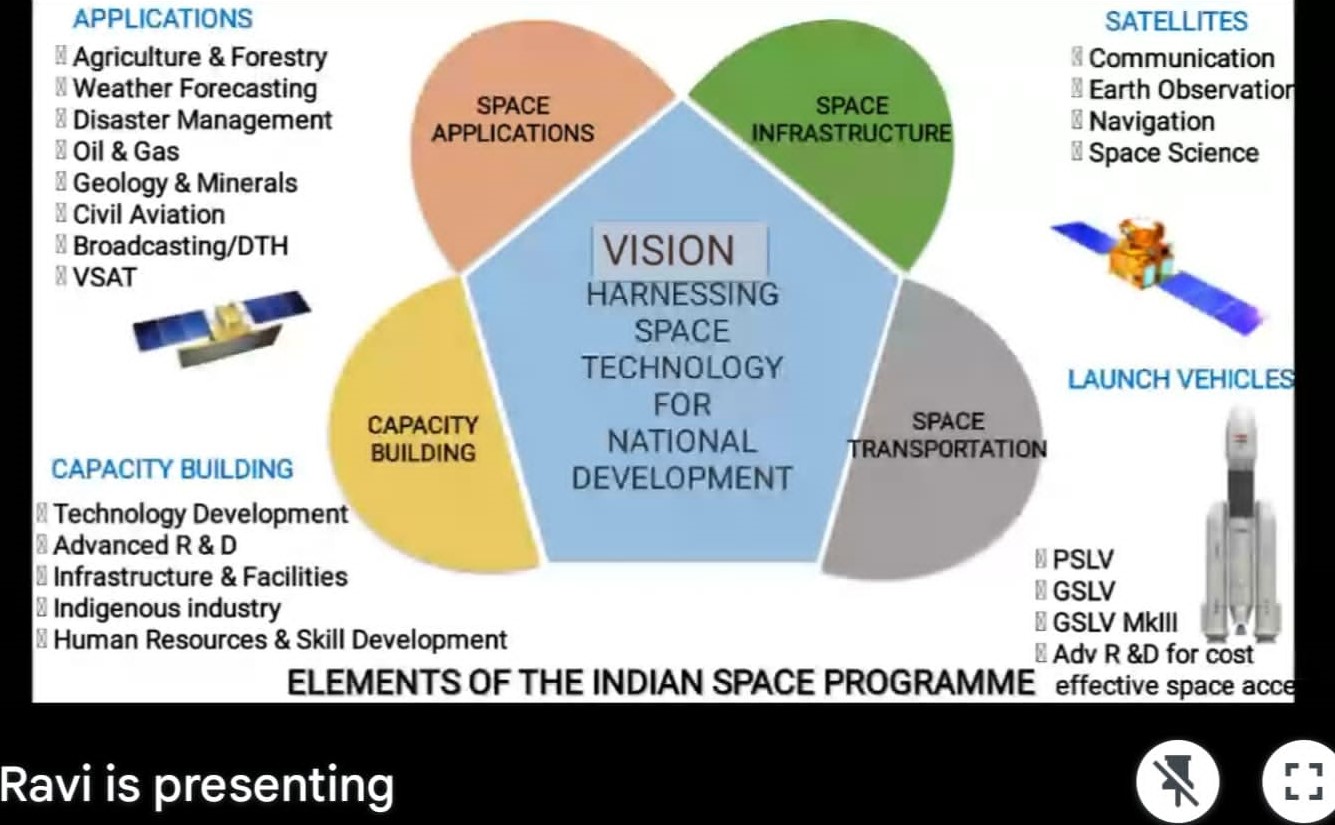 APPLICATIONS
Agriculture & Forestry
Weather Forecasting
Disaster Management
Oil & Gas
Geology & Minerals
Civil Aviation
Broadcasting/DTH
VSAT
SPACE
APPLICATIONS
SPACE
INFRASTRUCTURE
SATELLITES
Communication
Earth Observation
Navigation
Space Science
VISION
HARNESSING
SPACE
TECHNOLOGY
FOR
NATIONAL
DEVELOPMENT
CAPACITY
BUILDING
SPACE
TRANSPORTATION
CAPACITY BUILDING
Technology Development
Advanced R & D
Infrastructure & Facilities
Indigenous industry
Human Resources & Skill Development
LAUNCH VEHICLES
PSLV
GSLV
GSLV MkIII
Adv R &D for cost
effective space acce
ELEMENTS OF THE INDIAN SPACE PROGRAMME
Ravi is presenting